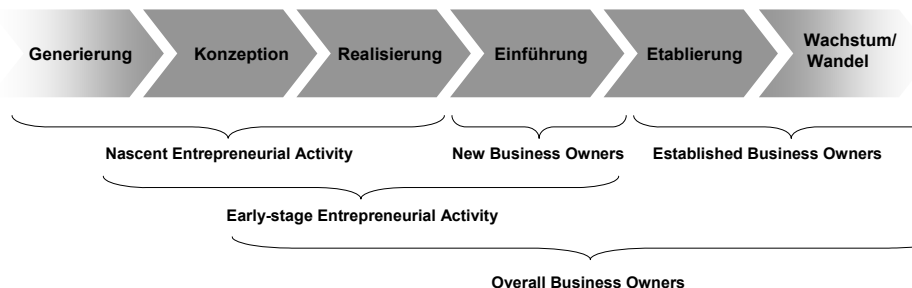 Generierung
Konzeption
Realisierung
Einführung
Etablierung
Wachstum/
Wandel
Nascent Entrepreneurial Activity
New Business Owners
Established Business Owners
Early-stage Entrepreneurial Activity
Overall Business Owners